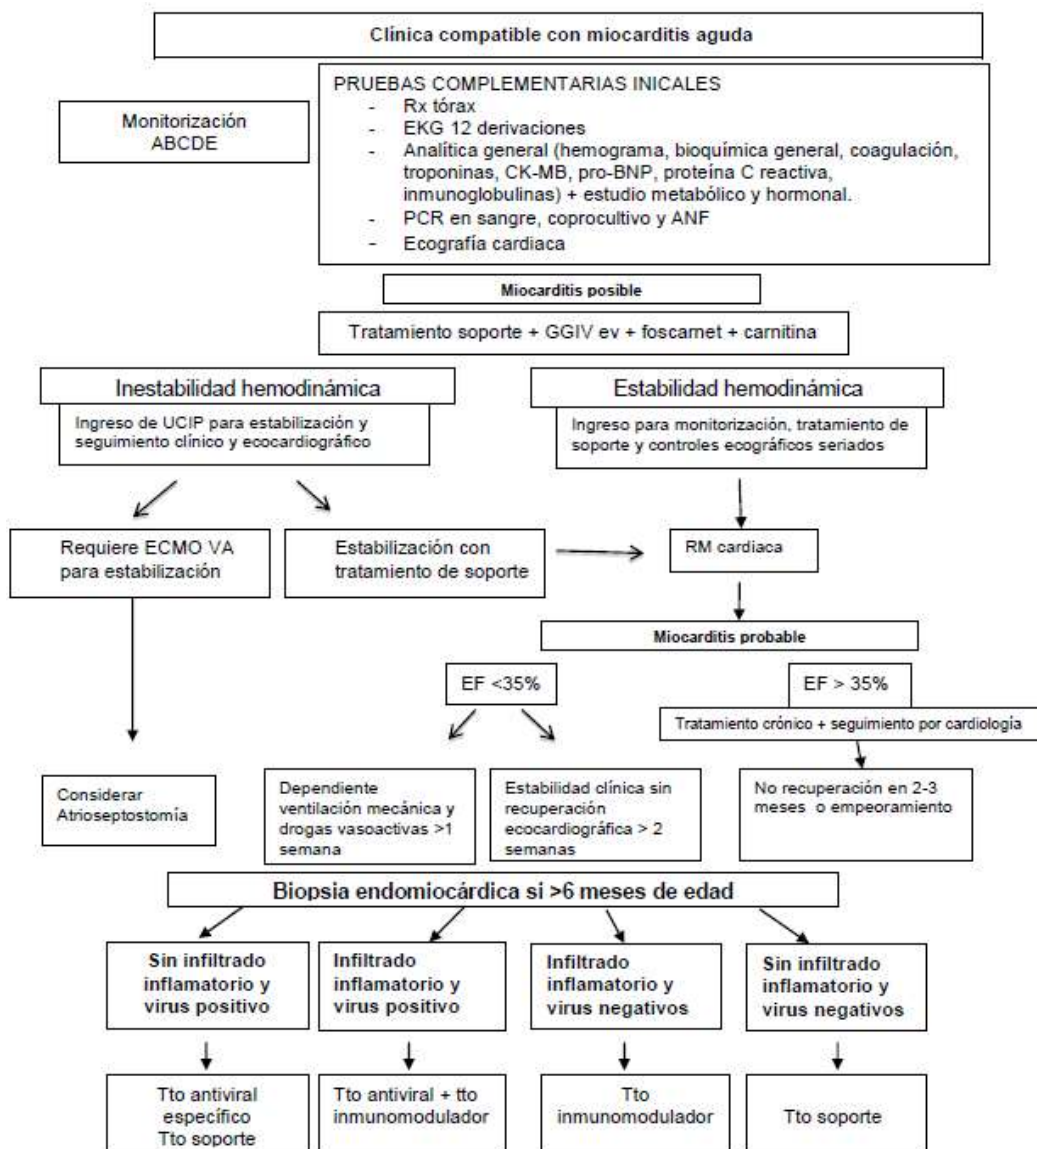 Clínica compatible con miocarditis aguda
Monitorización
ABCDE
PRUEBAS COMPLEMENTARIAS INICALES
- Rx tórax
- EKG 12 derivaciones
- Analítica general (hemograma, bioquímica general, coagulación,
troponinas, CK-MB, pro-BNP, proteína C reactiva,
inmunoglobulinas) + estudio metabólico y hormonal.
- PCR en sangre, coprocultivo y ANF
- Ecografía cardiaca
Miocarditis posible
Tratamiento soporte + GGIV ev + foscarnet + carnitina
Inestabilidad hemodinámica
Ingreso de UCIP para estabilización y
seguimiento clínico y ecocardiográfico
Estabilidad hemodinámica
Ingreso para monitorización, tratamiento de
soporte y controles ecográficos seriados
Requiere ECMO VA
para estabilización
Estabilización con
tratamiento de soporte
RM cardiaca
Miocarditis probable
EF <35%
EF > 35%
Tratamiento crónico + seguimiento por cardiología
Considerar
Atrioseptostomía
Dependiente
ventilación mecánica y
drogas vasoactivas >1
semana
Estabilidad clínica sin
recuperación
ecocardiográfica > 2
semanas
No recuperación en 2-3
meses o empeoramiento
Biopsia endomiocárdica si >6 meses de edad
Sin infiltrado
inflamatorio y
virus positivo
Infiltrado
inflamatorio y
virus positivo
Infiltrado
inflamatorio y
virus negativos
Sin infiltrado
inflamatorio y
virus negativos
Tto antiviral
específico
Tto soporte
Tto antiviral + tto
inmunomodulador
Tto
inmunomodulador
Tto soporte